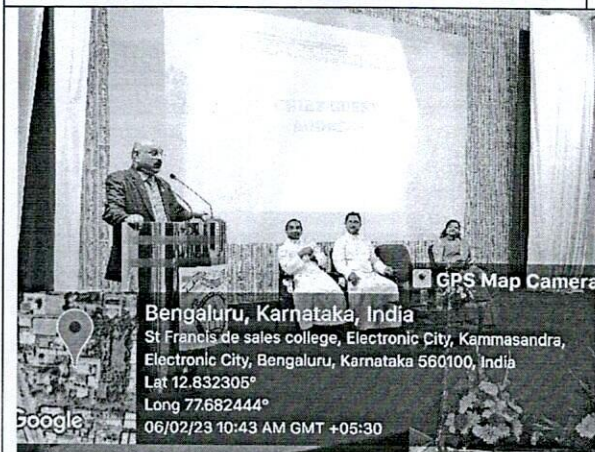 GPS Map Camera
Bengaluru, Karnataka, India
St Francis de sales college, Electronic City, Kammasandra,
Electronic City, Bengaluru, Karnataka 560100, India
Lat 12.832305°
Long 77.682444°
06/02/23 10:43 AM GMT +05:30
Google